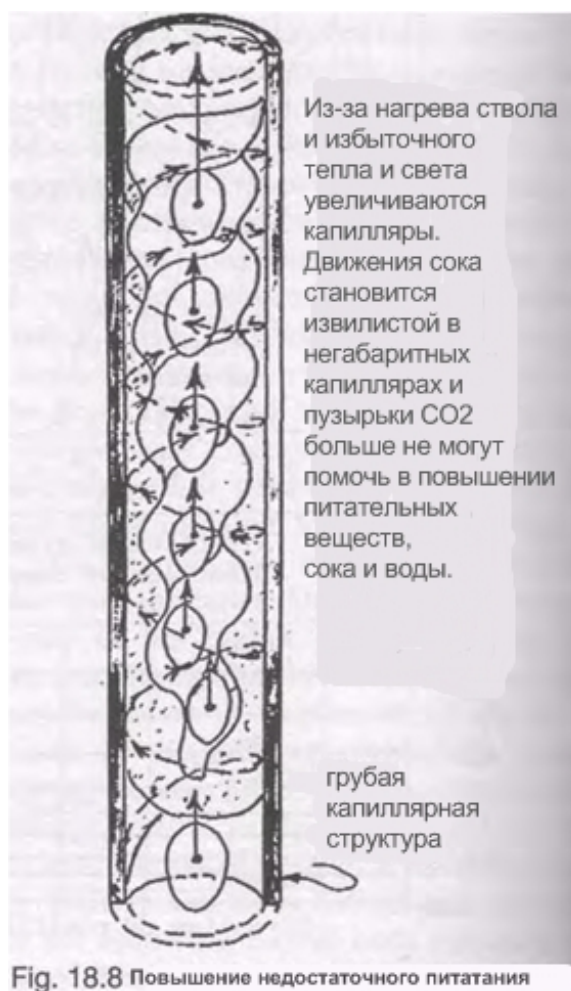 Из-за нагрева ствола
и избыточного
тепла и света
увеличиваются
капилляры.
Движения сока
становится
извилистой в
негабаритных
капиллярах и
пузырьки СО2
больше не могут
помочь в повышении
питательных
веществ,
сока и воды.
грубая
капиллярная
структура
Fig. 18.8 Повышение недостаточного питатания